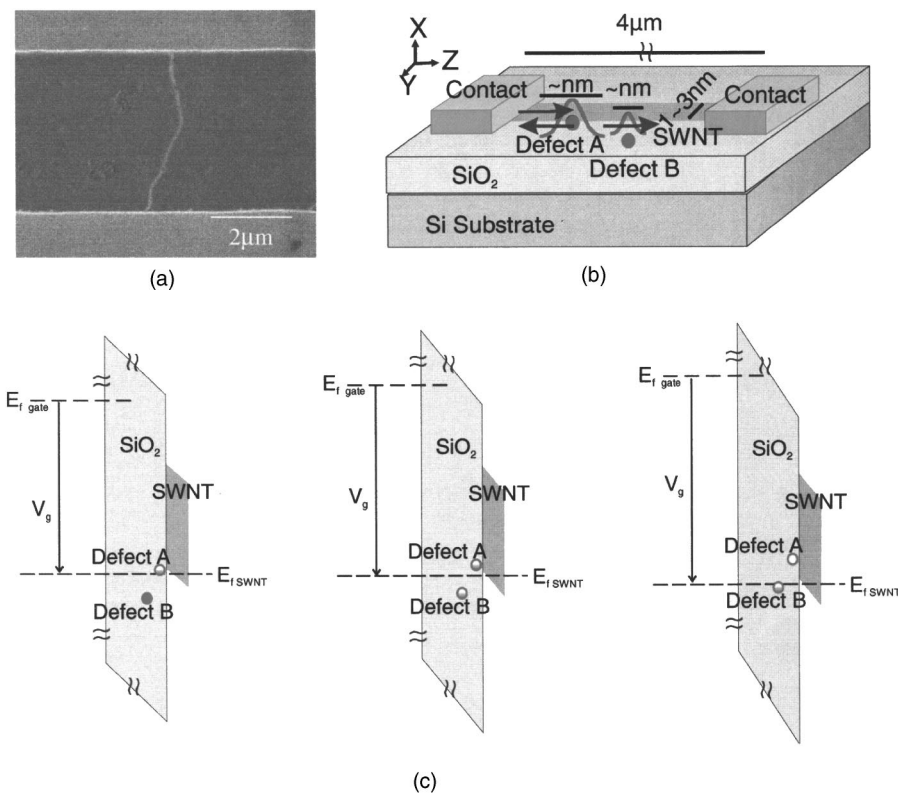 2μm
(a)
X
Y
Z
4μm
Contact
~nm
~nm
1~3nm
Contact
Defect A
SWNT
Defect B
SiO2
Si Substrate
(b)
Ef gate
SiO2
SWNT
Vg
Defect A
Ef SWNT
Defect B
Ef gate
SiO2
SWNT
Vg
Defect A
Ef SWNT
Defect B
Ef gate
SiO2
SWNT
Vg
Defect A
Ef SWNT
Defect B
(c)